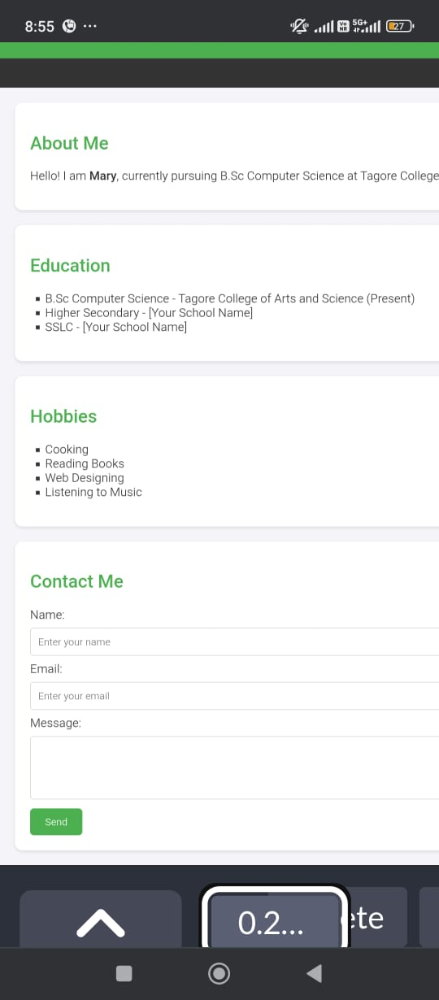 8:55 ...
Vo NR 5G+ 27
About Me
Hello! I am Mary, currently pursuing B.Sc Computer Science at Tagore College
Education
▪ B.Sc Computer Science - Tagore College of Arts and Science (Present)
▪ Higher Secondary - [Your School Name]
▪ SSLC - [Your School Name]
Hobbies
▪ Cooking
▪ Reading Books
▪ Web Designing
▪ Listening to Music
Contact Me
Name:
Enter your name
Email:
Enter your email
Message:
Send
0.2... ete